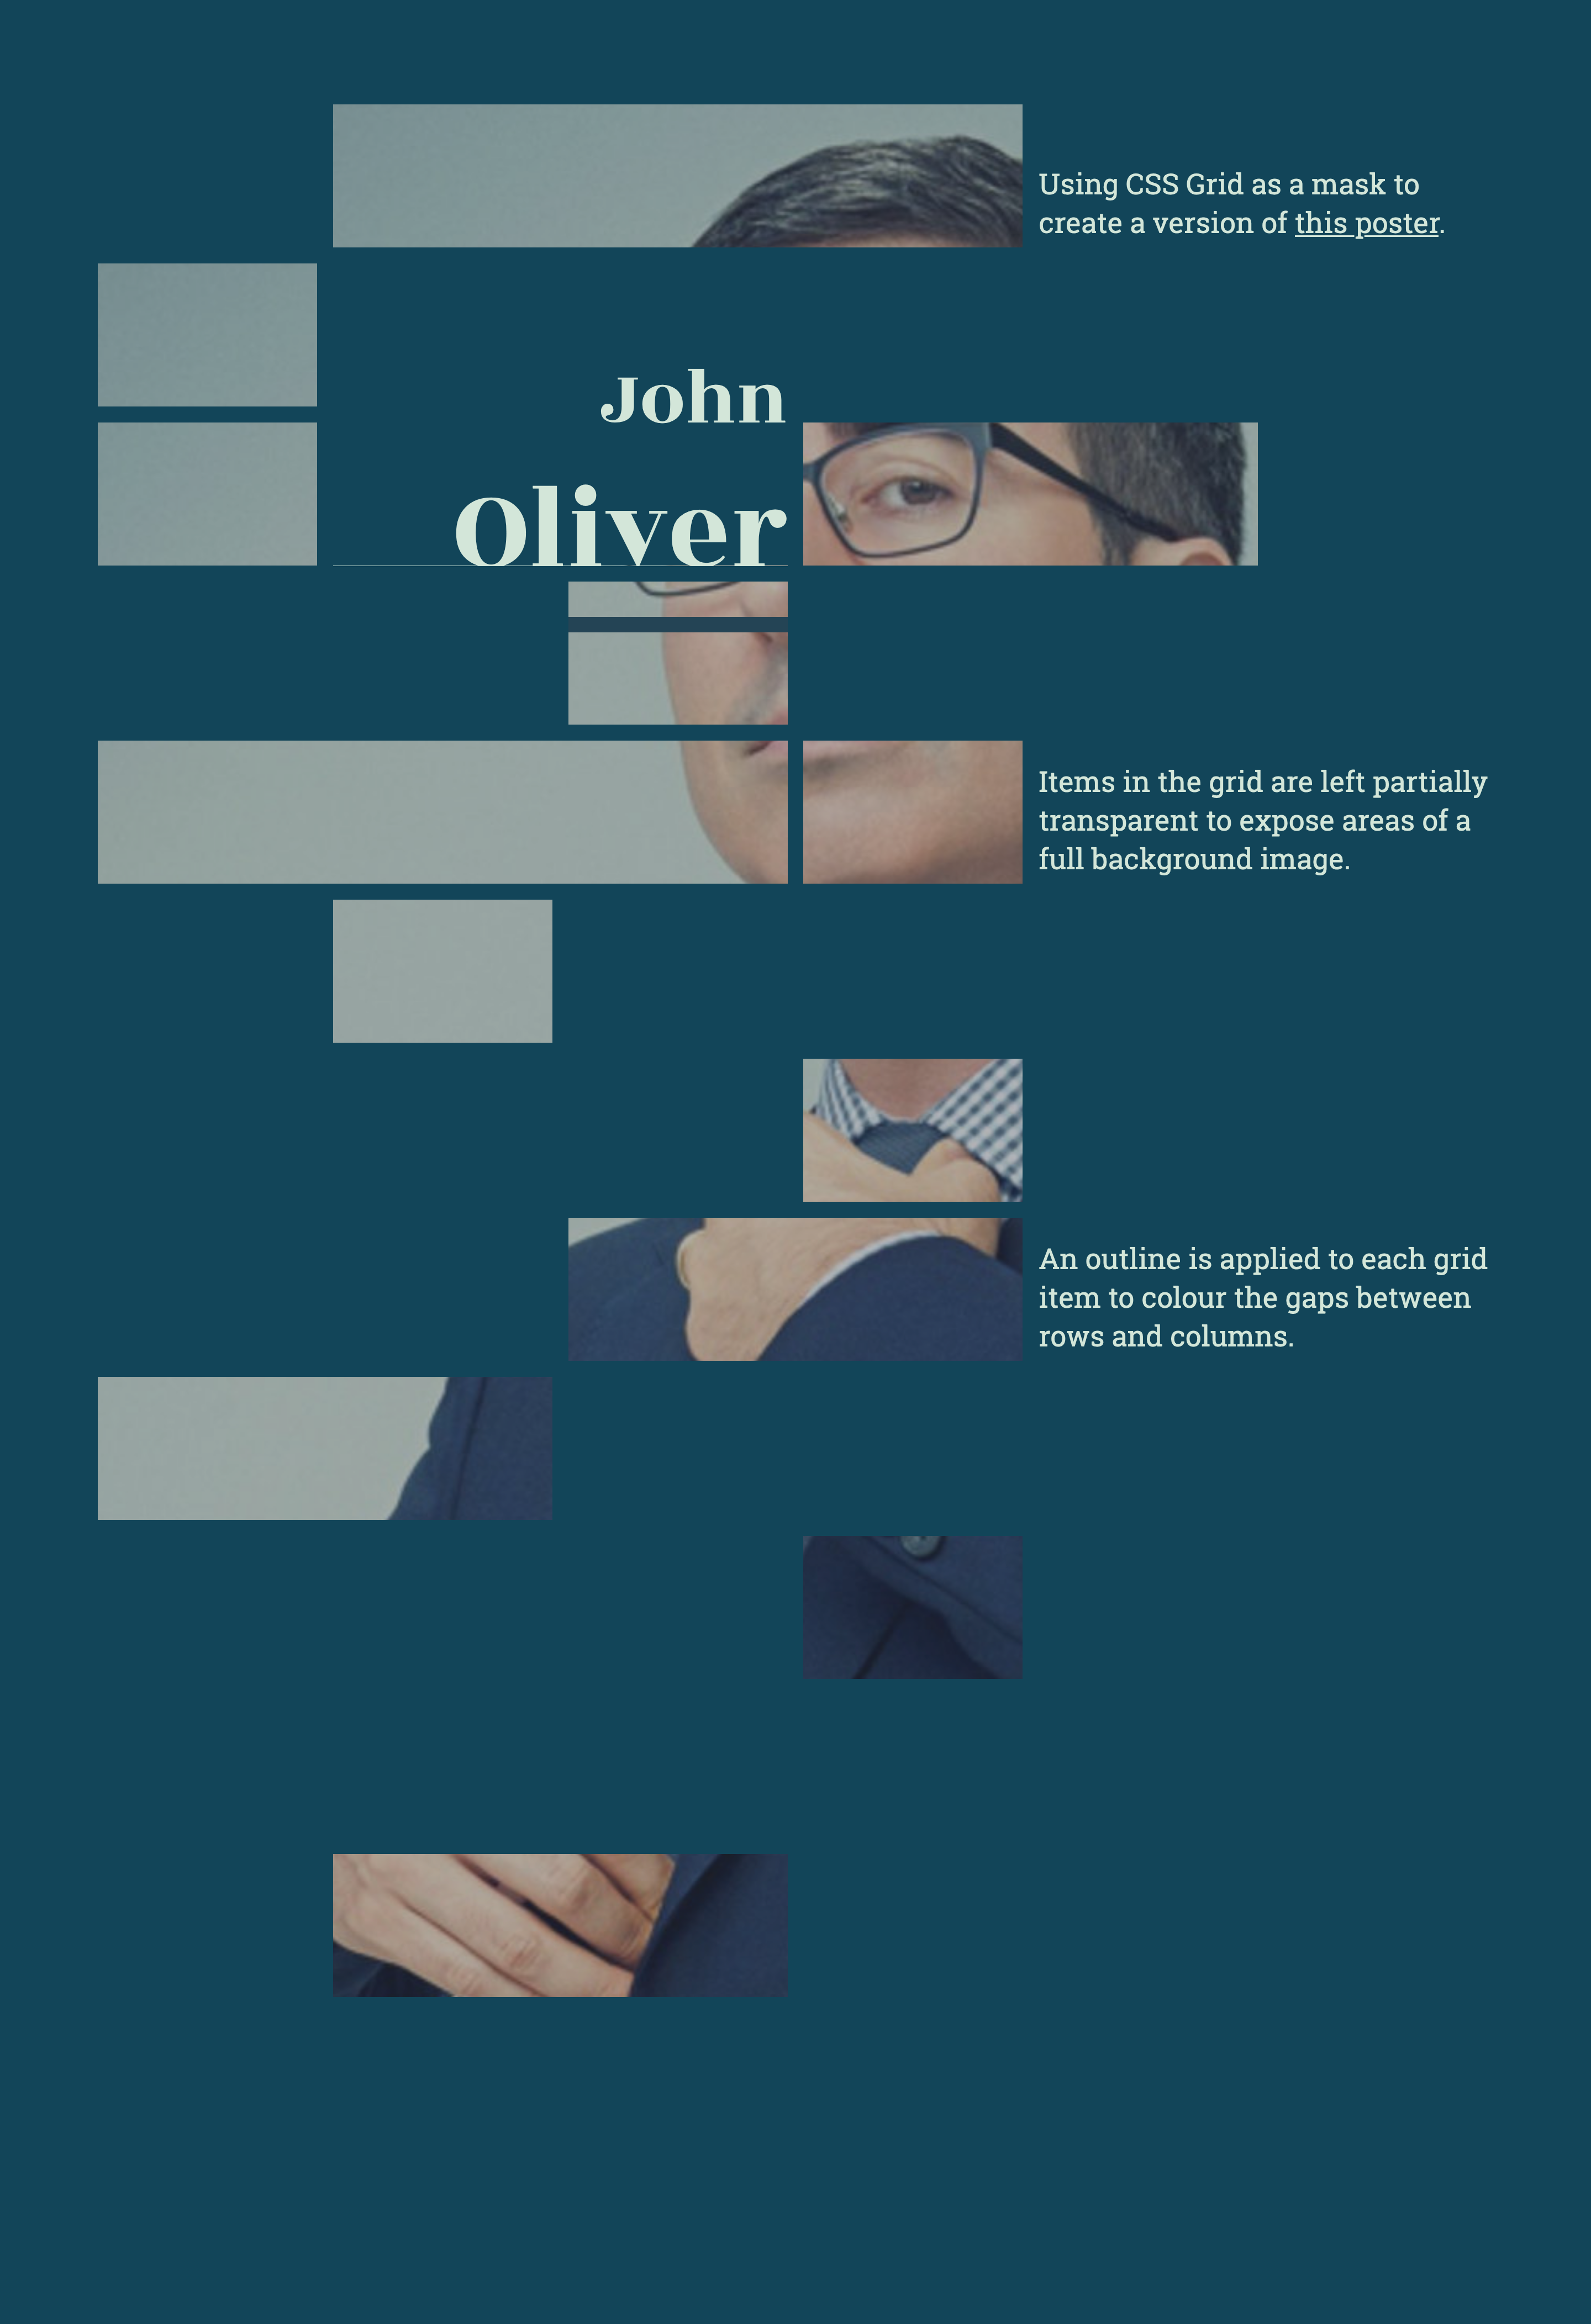 Using CSS Grid as a mask to
create a version of this poster.
John
Oliver
Items in the grid are left partially
transparent to expose areas of a
full background image.
An outline is applied to each grid
item to colour the gaps between
rows and columns.